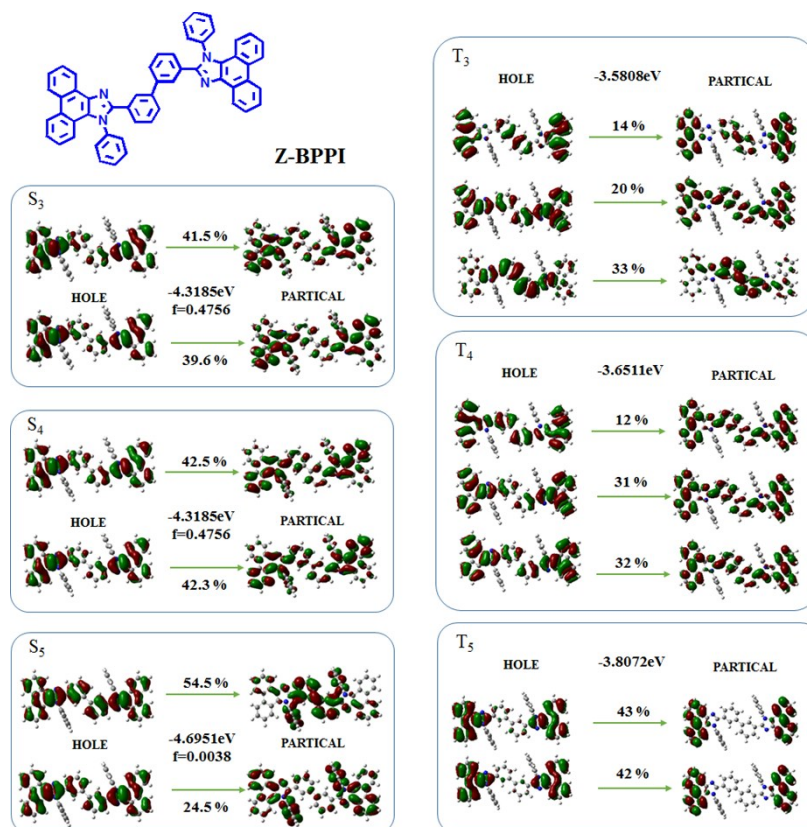 N
N
N
N
Z-BPPI
S3
41.5 %
HOLE
-4.3185eV
f=0.4756
PARTICAL
39.6 %
S4
42.5 %
HOLE
-4.3185eV
f=0.4756
PARTICAL
42.3 %
S5
54.5 %
HOLE
-4.6951eV
f=0.0038
PARTICAL
24.5 %
T3
HOLE
-3.5808eV
PARTICAL
14 %
20 %
33 %
T4
HOLE
-3.6511eV
PARTICAL
12 %
31 %
32 %
T5
HOLE
-3.8072eV
PARTICAL
43 %
42 %